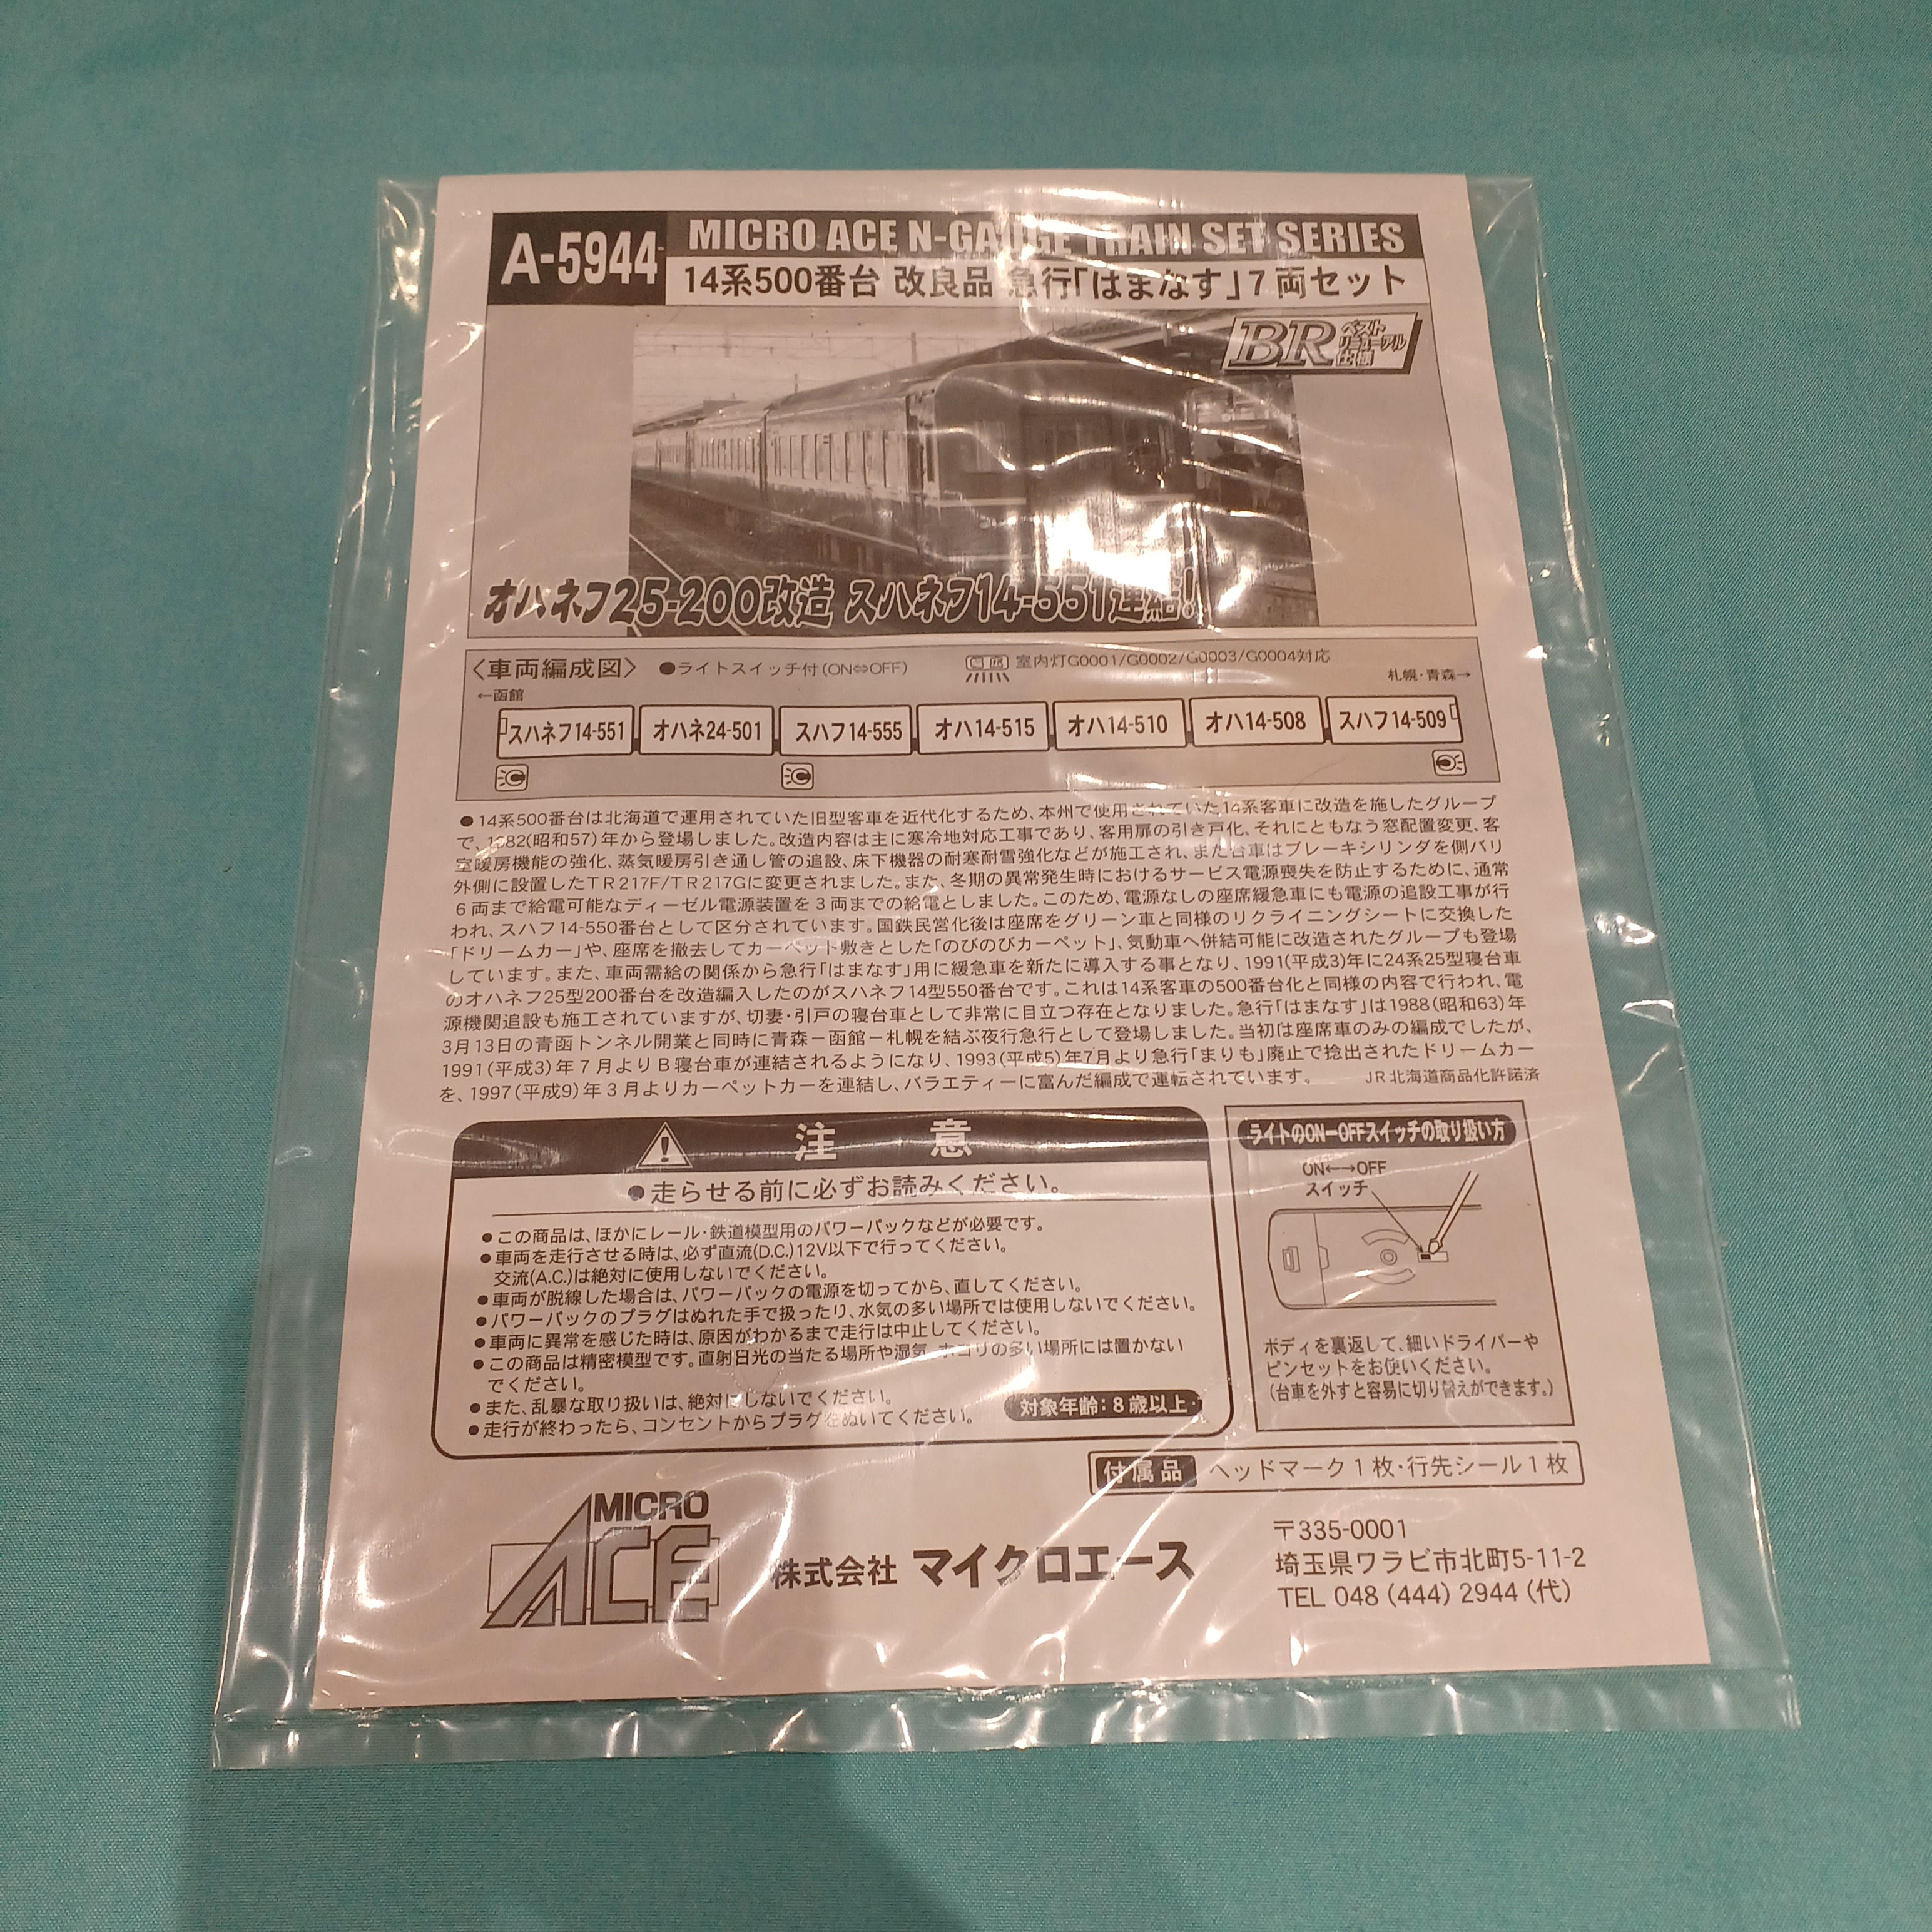 A-5944
MICRO ACE N-GAUGE TRAIN SET SERIES
14系500番台 改良品 急行「はまなす」7両セット
BR ベストリニューアル仕様
オハネフ25-200改造 スハネフ14-551連結!
〈車両編成図〉 ●ライトスイッチ付(ON⇔OFF) 室内灯G0001/G0002/G0003/G0004対応
←函館 札幌・青森→
スハネフ14-551 オハネ24-501 スハフ14-555 オハ14-515 オハ14-510 オハ14-508 スハフ14-509
●14系500番台は北海道で運用されていた旧型客車を近代化するため、本州で使用されていた14系客車に改造を施したグループ
で、1982(昭和57)年から登場しました。改造内容は主に寒冷地対応工事であり、客用扉の引き戸化、それにともなう窓配置変更、客
室暖房機能の強化、蒸気暖房引き通し管の追設、床下機器の耐寒耐雪強化などが施工され、また台車はブレーキシリンダを側バリ
外側に設置したTR217F/TR217Gに変更されました。また、冬期の異常発生時におけるサービス電源喪失を防止するために、通常
6両まで給電可能なディーゼル電源装置を3両までの給電としました。このため、電源なしの座席緩急車にも電源の追設工事が行
われ、スハフ14-550番台として区分されています。国鉄民営化後は座席をグリーン車と同様のリクライニングシートに交換した
「ドリームカー」や、座席を撤去してカーペット敷きとした「のびのびカーペット」、気動車へ併結可能に改造されたグループも登場
しています。また、車両需給の関係から急行「はまなす」用に緩急車を新たに導入する事となり、1991(平成3)年に24系25型寝台車
のオハネフ25型200番台を改造編入したのがスハネフ14型550番台です。これは14系客車の500番台化と同様の内容で行われ、電
源機関追設も施工されていますが、切妻・引戸の寝台車として非常に目立つ存在となりました。急行「はまなす」は1988(昭和63)年
3月13日の青函トンネル開業と同時に青森－函館－札幌を結ぶ夜行急行として登場しました。当初は座席車のみの編成でしたが、
1991(平成3)年7月よりB寝台車が連結されるようになり、1993(平成5)年7月より急行「まりも」廃止で捻出されたドリームカー
を、1997(平成9)年3月よりカーペットカーを連結し、バラエティーに富んだ編成で運転されています。 JR北海道商品化許諾済
注 意
●走らせる前に必ずお読みください。
●この商品は、ほかにレール・鉄道模型用のパワーパックなどが必要です。
●車両を走行させる時は、必ず直流(D.C.)12V以下で行ってください。
交流(A.C.)は絶対に使用しないでください。
●車両が脱線した場合は、パワーパックの電源を切ってから、直してください。
●パワーパックのプラグはぬれた手で扱ったり、水気の多い場所では使用しないでください。
●車両に異常を感じた時は、原因がわかるまで走行は中止してください。
●この商品は精密模型です。直射日光の当たる場所や湿気、ホコリの多い場所には置かない
でください。
●また、乱暴な取り扱いは、絶対にしないでください。
●走行が終わったら、コンセントからプラグをぬいてください。
対象年齢：8歳以上
ライトのON－OFFスイッチの取り扱い方
ON←→OFF
スイッチ
ボディを裏返して、細いドライバーや
ピンセットをお使いください。
(台車を外すと容易に切り替えができます。)
付属品 ヘッドマーク1枚・行先シール1枚
MICRO
ACE
株式会社 マイクロエース
〒335-0001
埼玉県ワラビ市北町5-11-2
TEL 048 (444) 2944 (代)